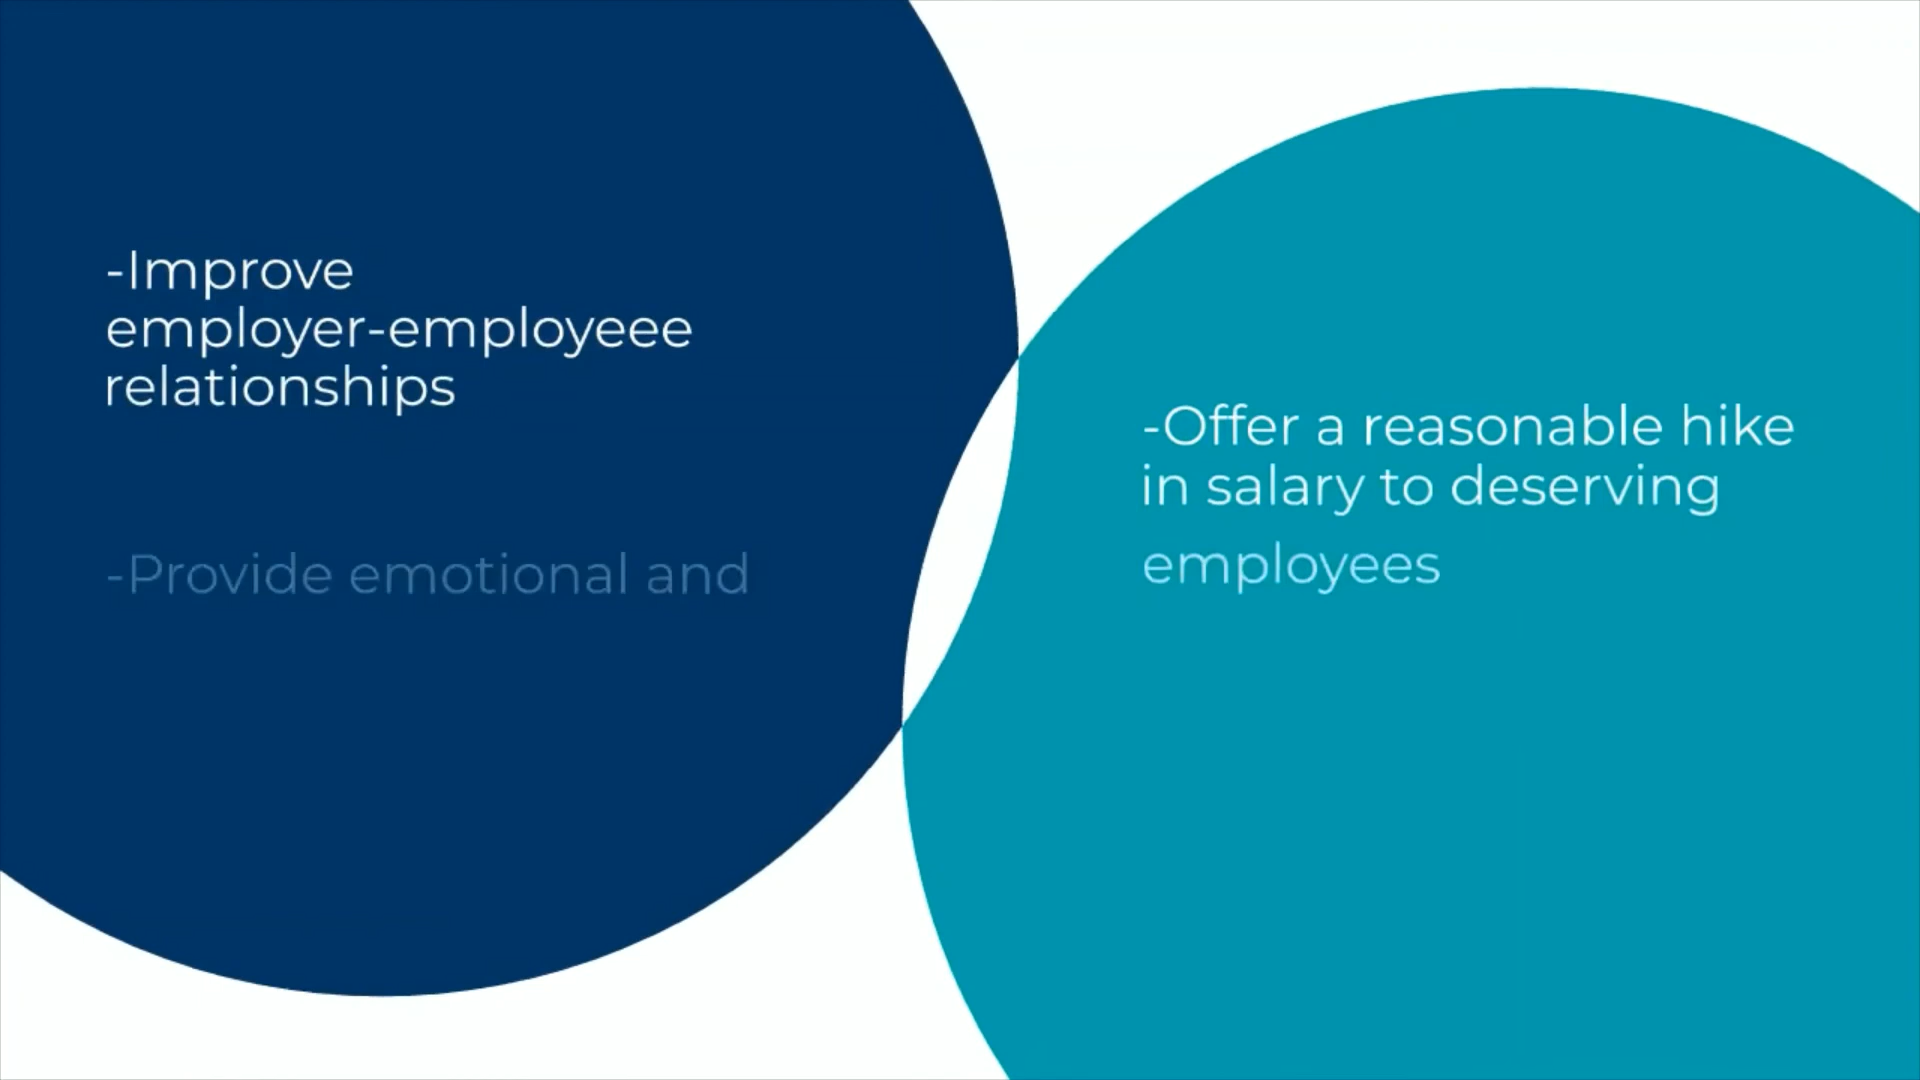 -Improve
employer-employeee
relationships
-Provide emotional and
-Offer a reasonable hike
in salary to deserving
employees